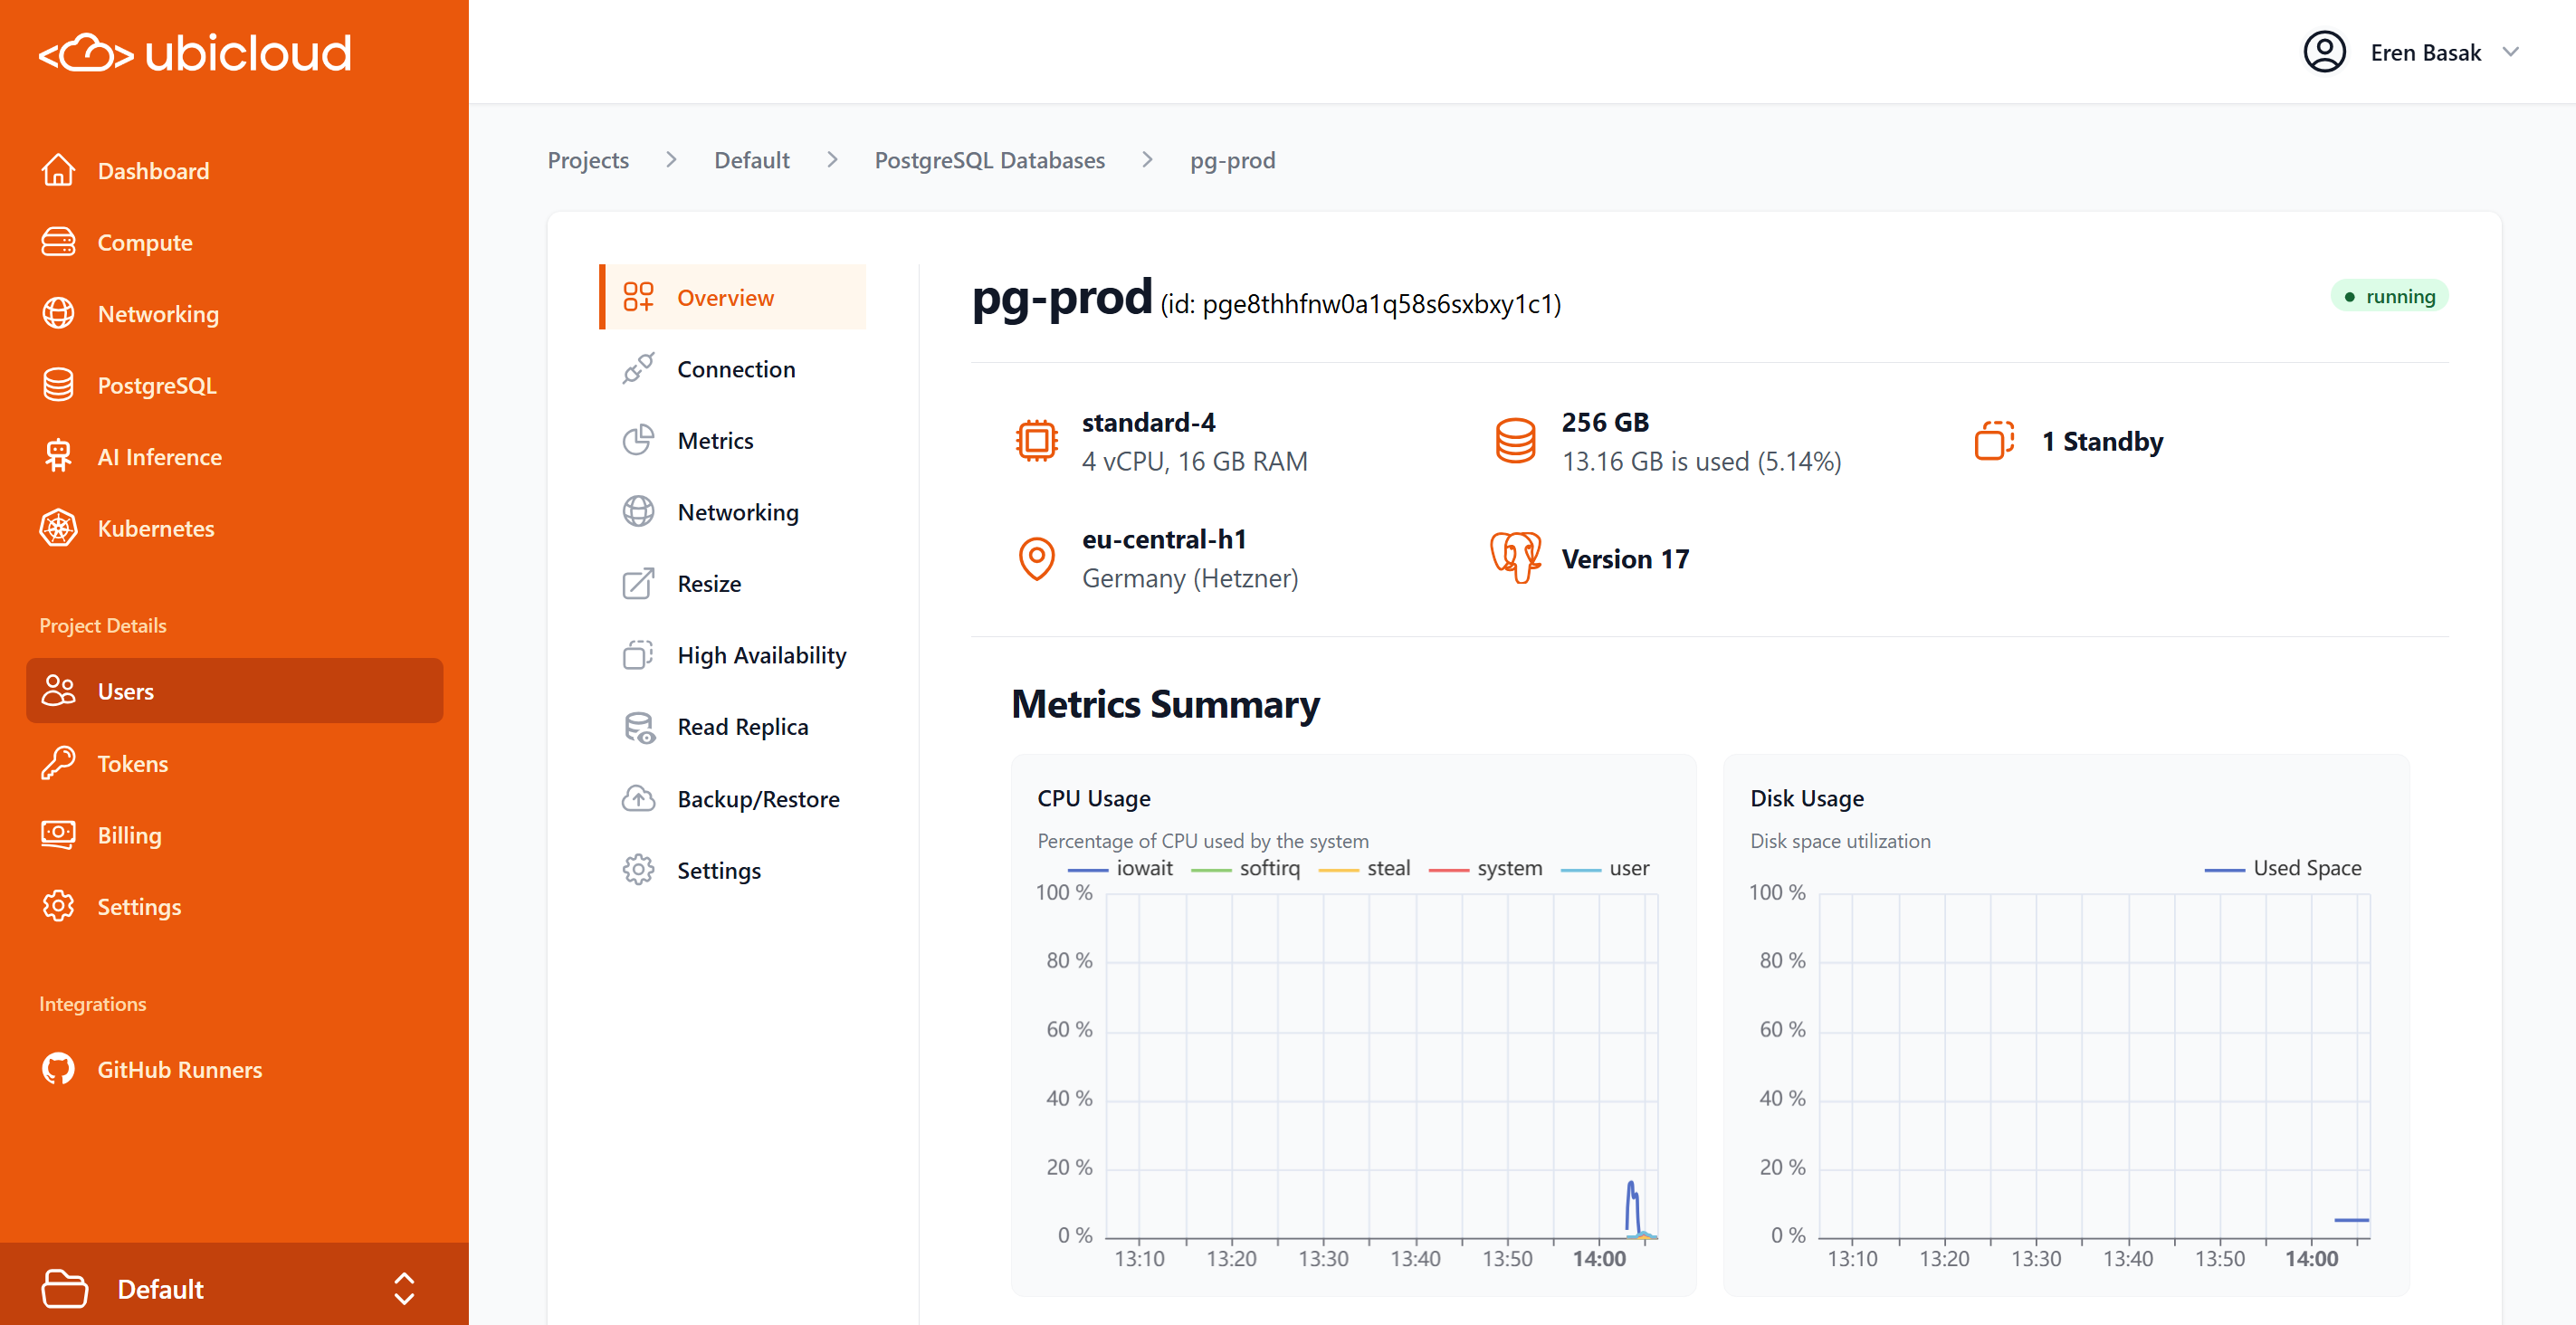 ubicloud
Eren Basak
Dashboard
Compute
Networking
PostgreSQL
AI Inference
Kubernetes
Project Details
Users
Tokens
Billing
Settings
Integrations
GitHub Runners
Default
Projects > Default > PostgreSQL Databases > pg-prod
Overview
Connection
Metrics
Networking
Resize
High Availability
Read Replica
Backup/Restore
Settings
pg-prod (id: pge8thhfnw0a1q58s6sxbxy1c1)
running
standard-4
4 vCPU, 16 GB RAM
256 GB
13.16 GB is used (5.14%)
1 Standby
eu-central-h1
Germany (Hetzner)
Version 17
Metrics Summary
CPU Usage
Percentage of CPU used by the system
iowait softirq steal system user
100 %
80 %
60 %
40 %
20 %
0 %
13:10 13:20 13:30 13:40 13:50 14:00
Disk Usage
Disk space utilization
Used Space
100 %
80 %
60 %
40 %
20 %
0 %
13:10 13:20 13:30 13:40 13:50 14:00